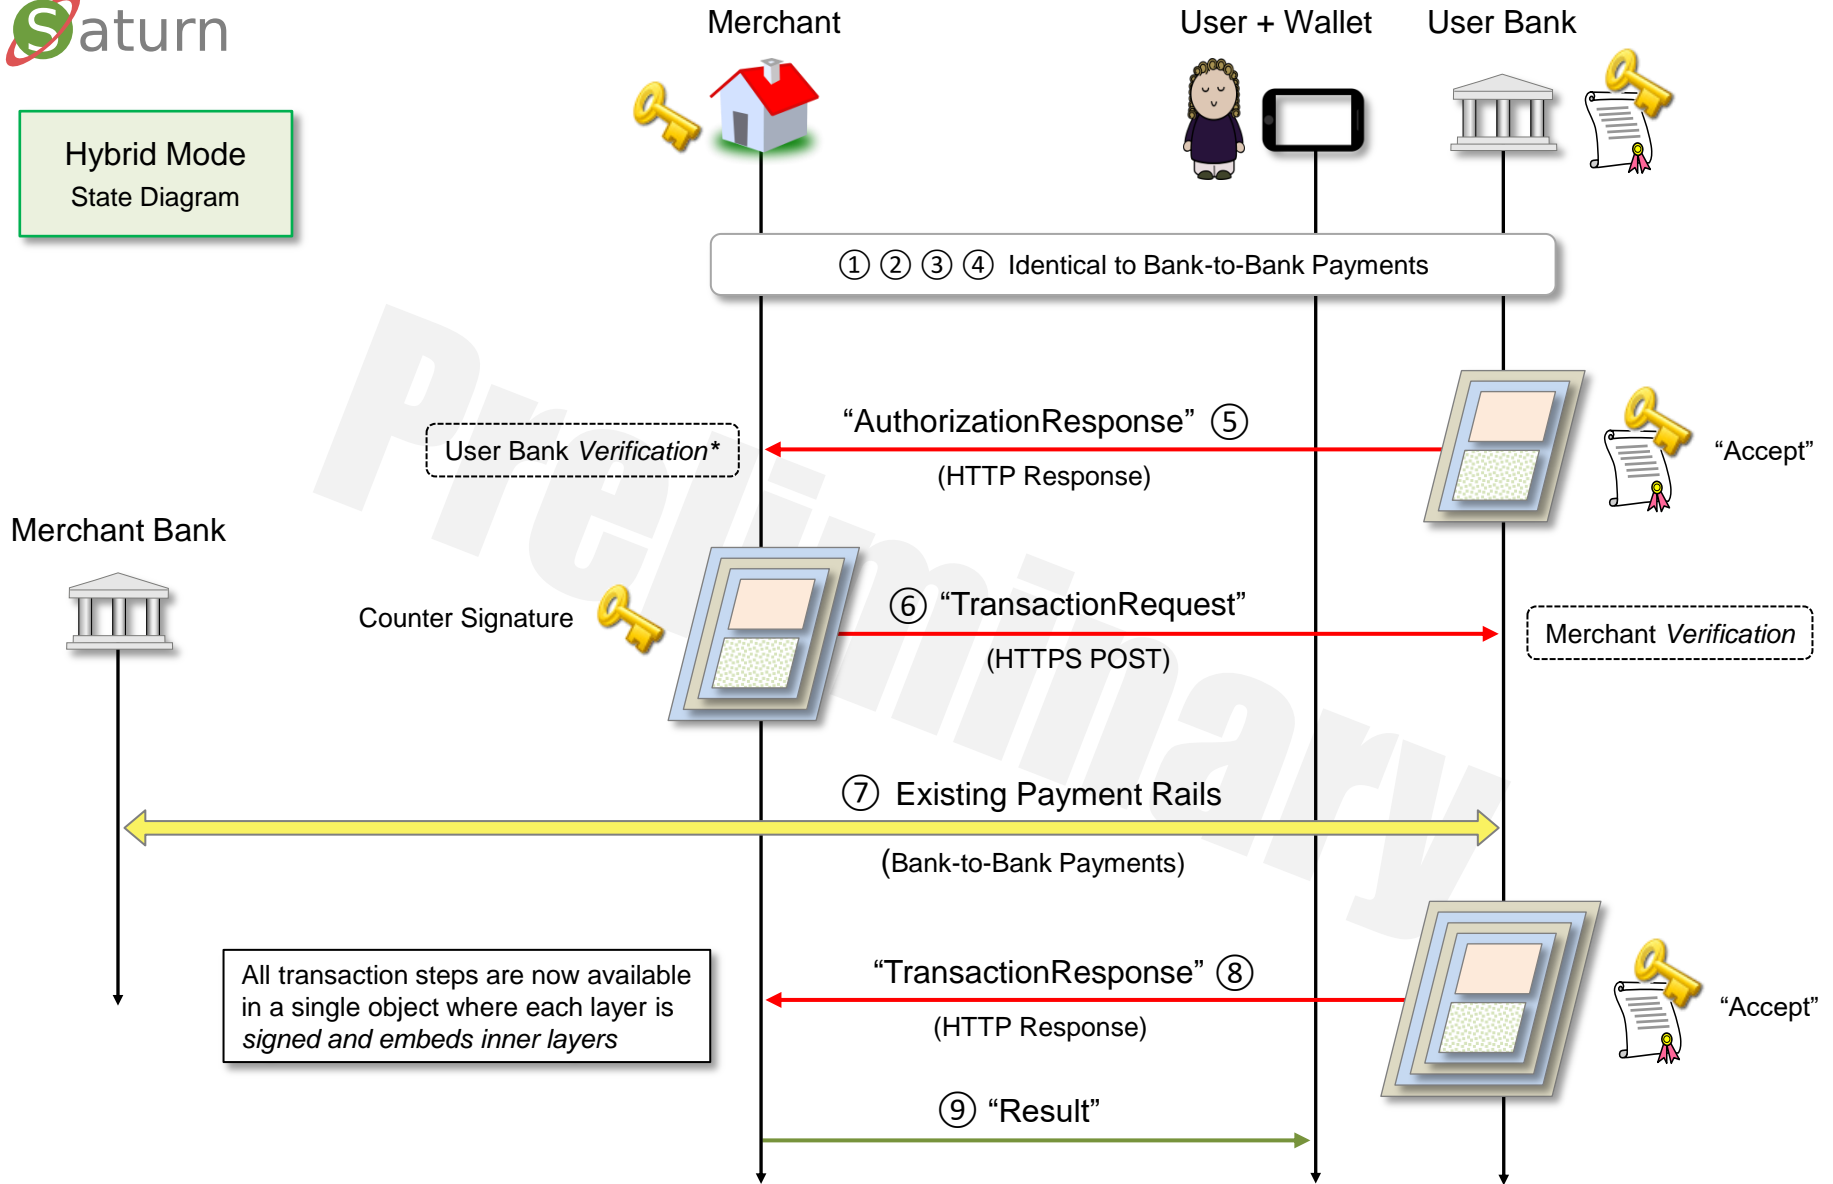 Saturn
Merchant
User + Wallet
User Bank
Hybrid Mode
State Diagram
① ② ③ ④ Identical to Bank-to-Bank Payments
“AuthorizationResponse” ⑤
(HTTP Response)
User Bank Verification*
“Accept”
Merchant Bank
Counter Signature
⑥ “TransactionRequest”
(HTTPS POST)
Merchant Verification
⑦ Existing Payment Rails
(Bank-to-Bank Payments)
All transaction steps are now available
in a single object where each layer is
signed and embeds inner layers
“TransactionResponse” ⑧
(HTTP Response)
“Accept”
⑨ “Result”
Preliminary